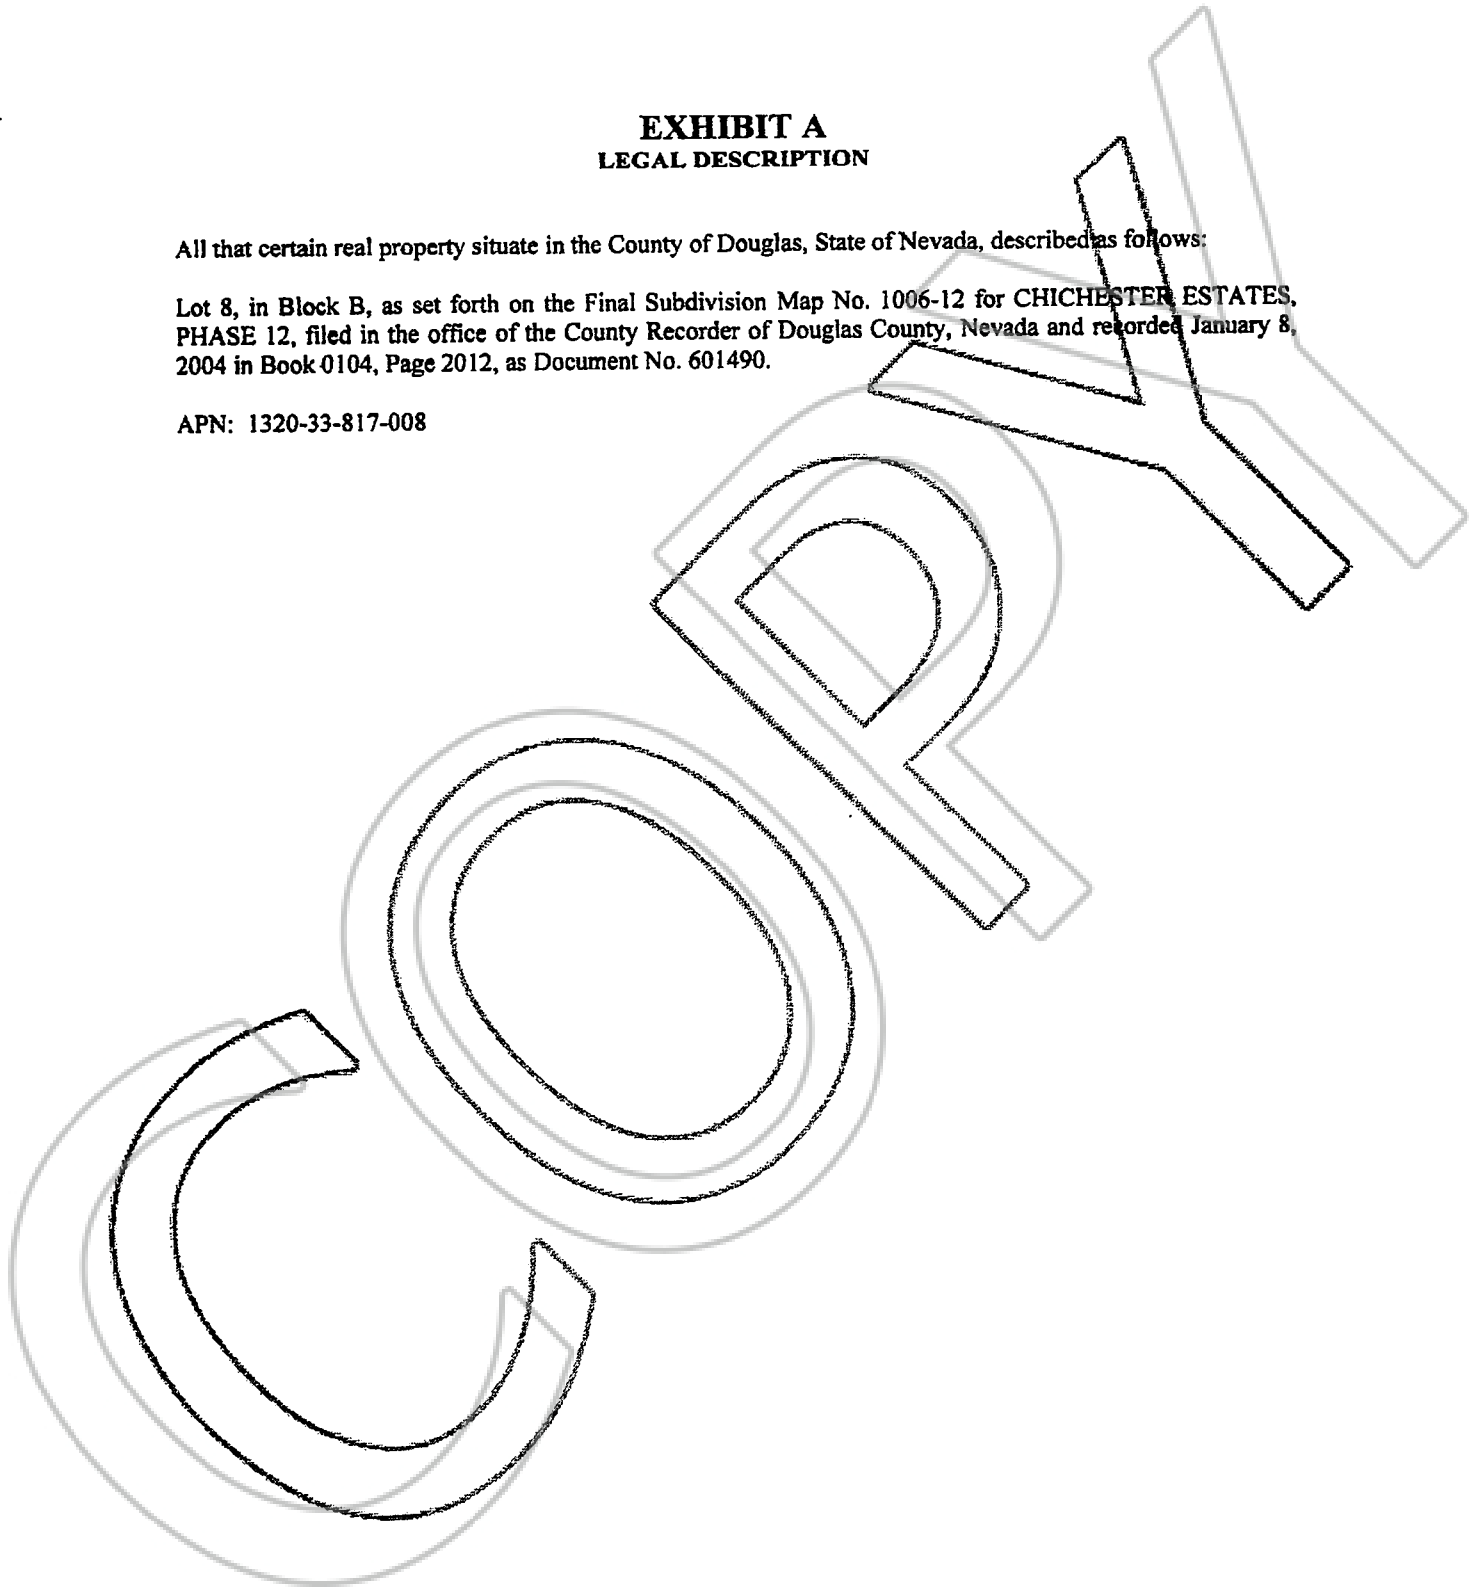 EXHIBIT A
LEGAL DESCRIPTION
All that certain real property situate in the County of Douglas, State of Nevada, described as follows:
Lot 8, in Block B, as set forth on the Final Subdivision Map No. 1006-12 for CHICHESTER ESTATES,
PHASE 12, filed in the office of the County Recorder of Douglas County, Nevada and recorded January 8,
2004 in Book 0104, Page 2012, as Document No. 601490.
APN: 1320-33-817-008
COPY
COPY